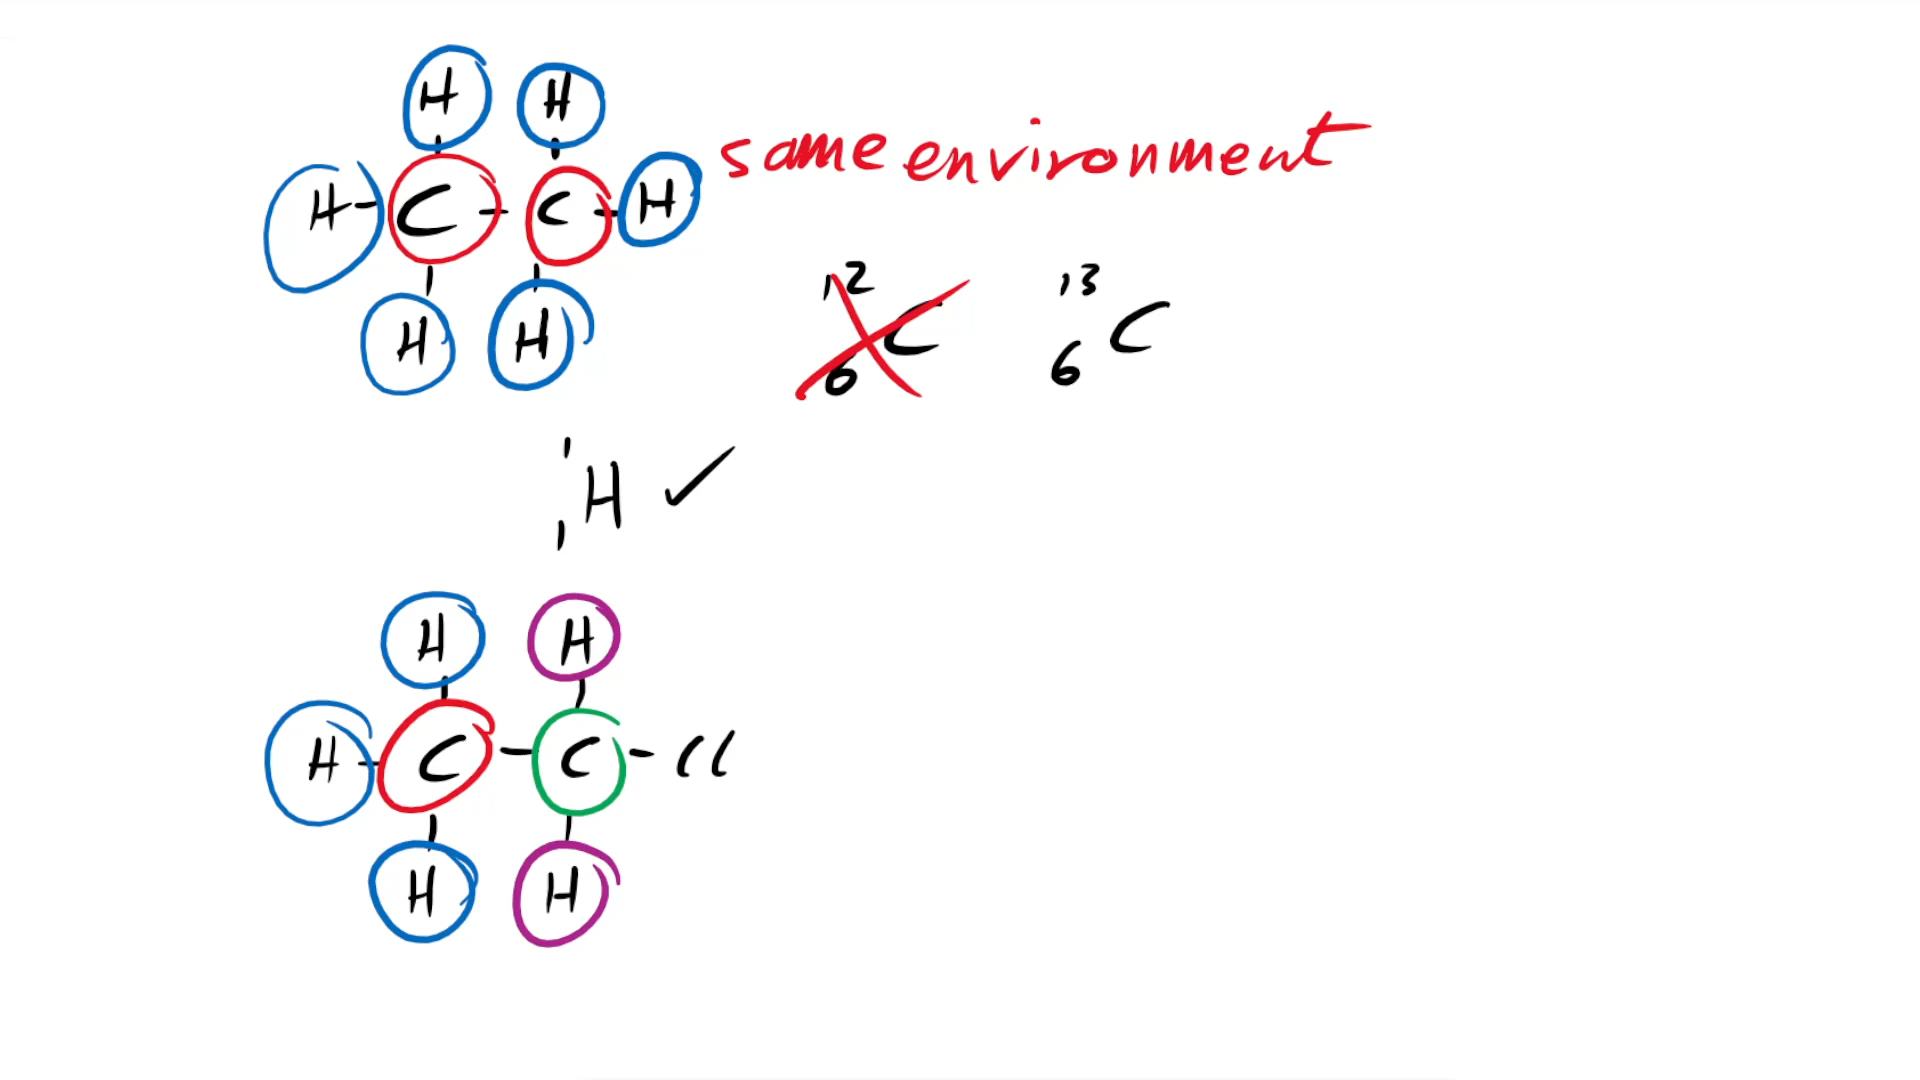 H H
same environment
H-C-C-H
12 13
C C
6 6
H H
1
H ✓
1
H H
H-C-C-Cl
H H